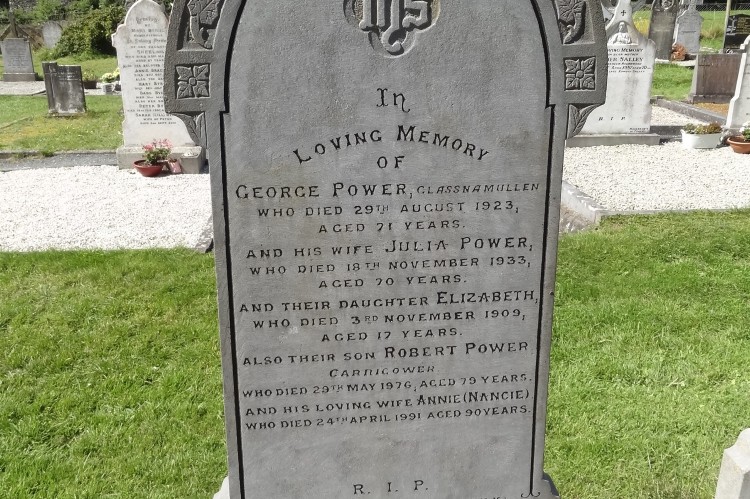 IHS
In
Loving Memory
OF
GEORGE POWER, GLASSNAMULLEN
WHO DIED 29TH AUGUST 1923,
AGED 71 YEARS.
AND HIS WIFE JULIA POWER,
WHO DIED 18TH NOVEMBER 1933,
AGED 70 YEARS.
AND THEIR DAUGHTER ELIZABETH,
WHO DIED 3RD NOVEMBER 1909,
AGED 17 YEARS.
ALSO THEIR SON ROBERT POWER
CARRIGOWER
WHO DIED 29TH MAY 1976, AGED 79 YEARS.
AND HIS LOVING WIFE ANNIE (NANCIE)
WHO DIED 24TH APRIL 1991 AGED 90 YEARS.
R. I. P.